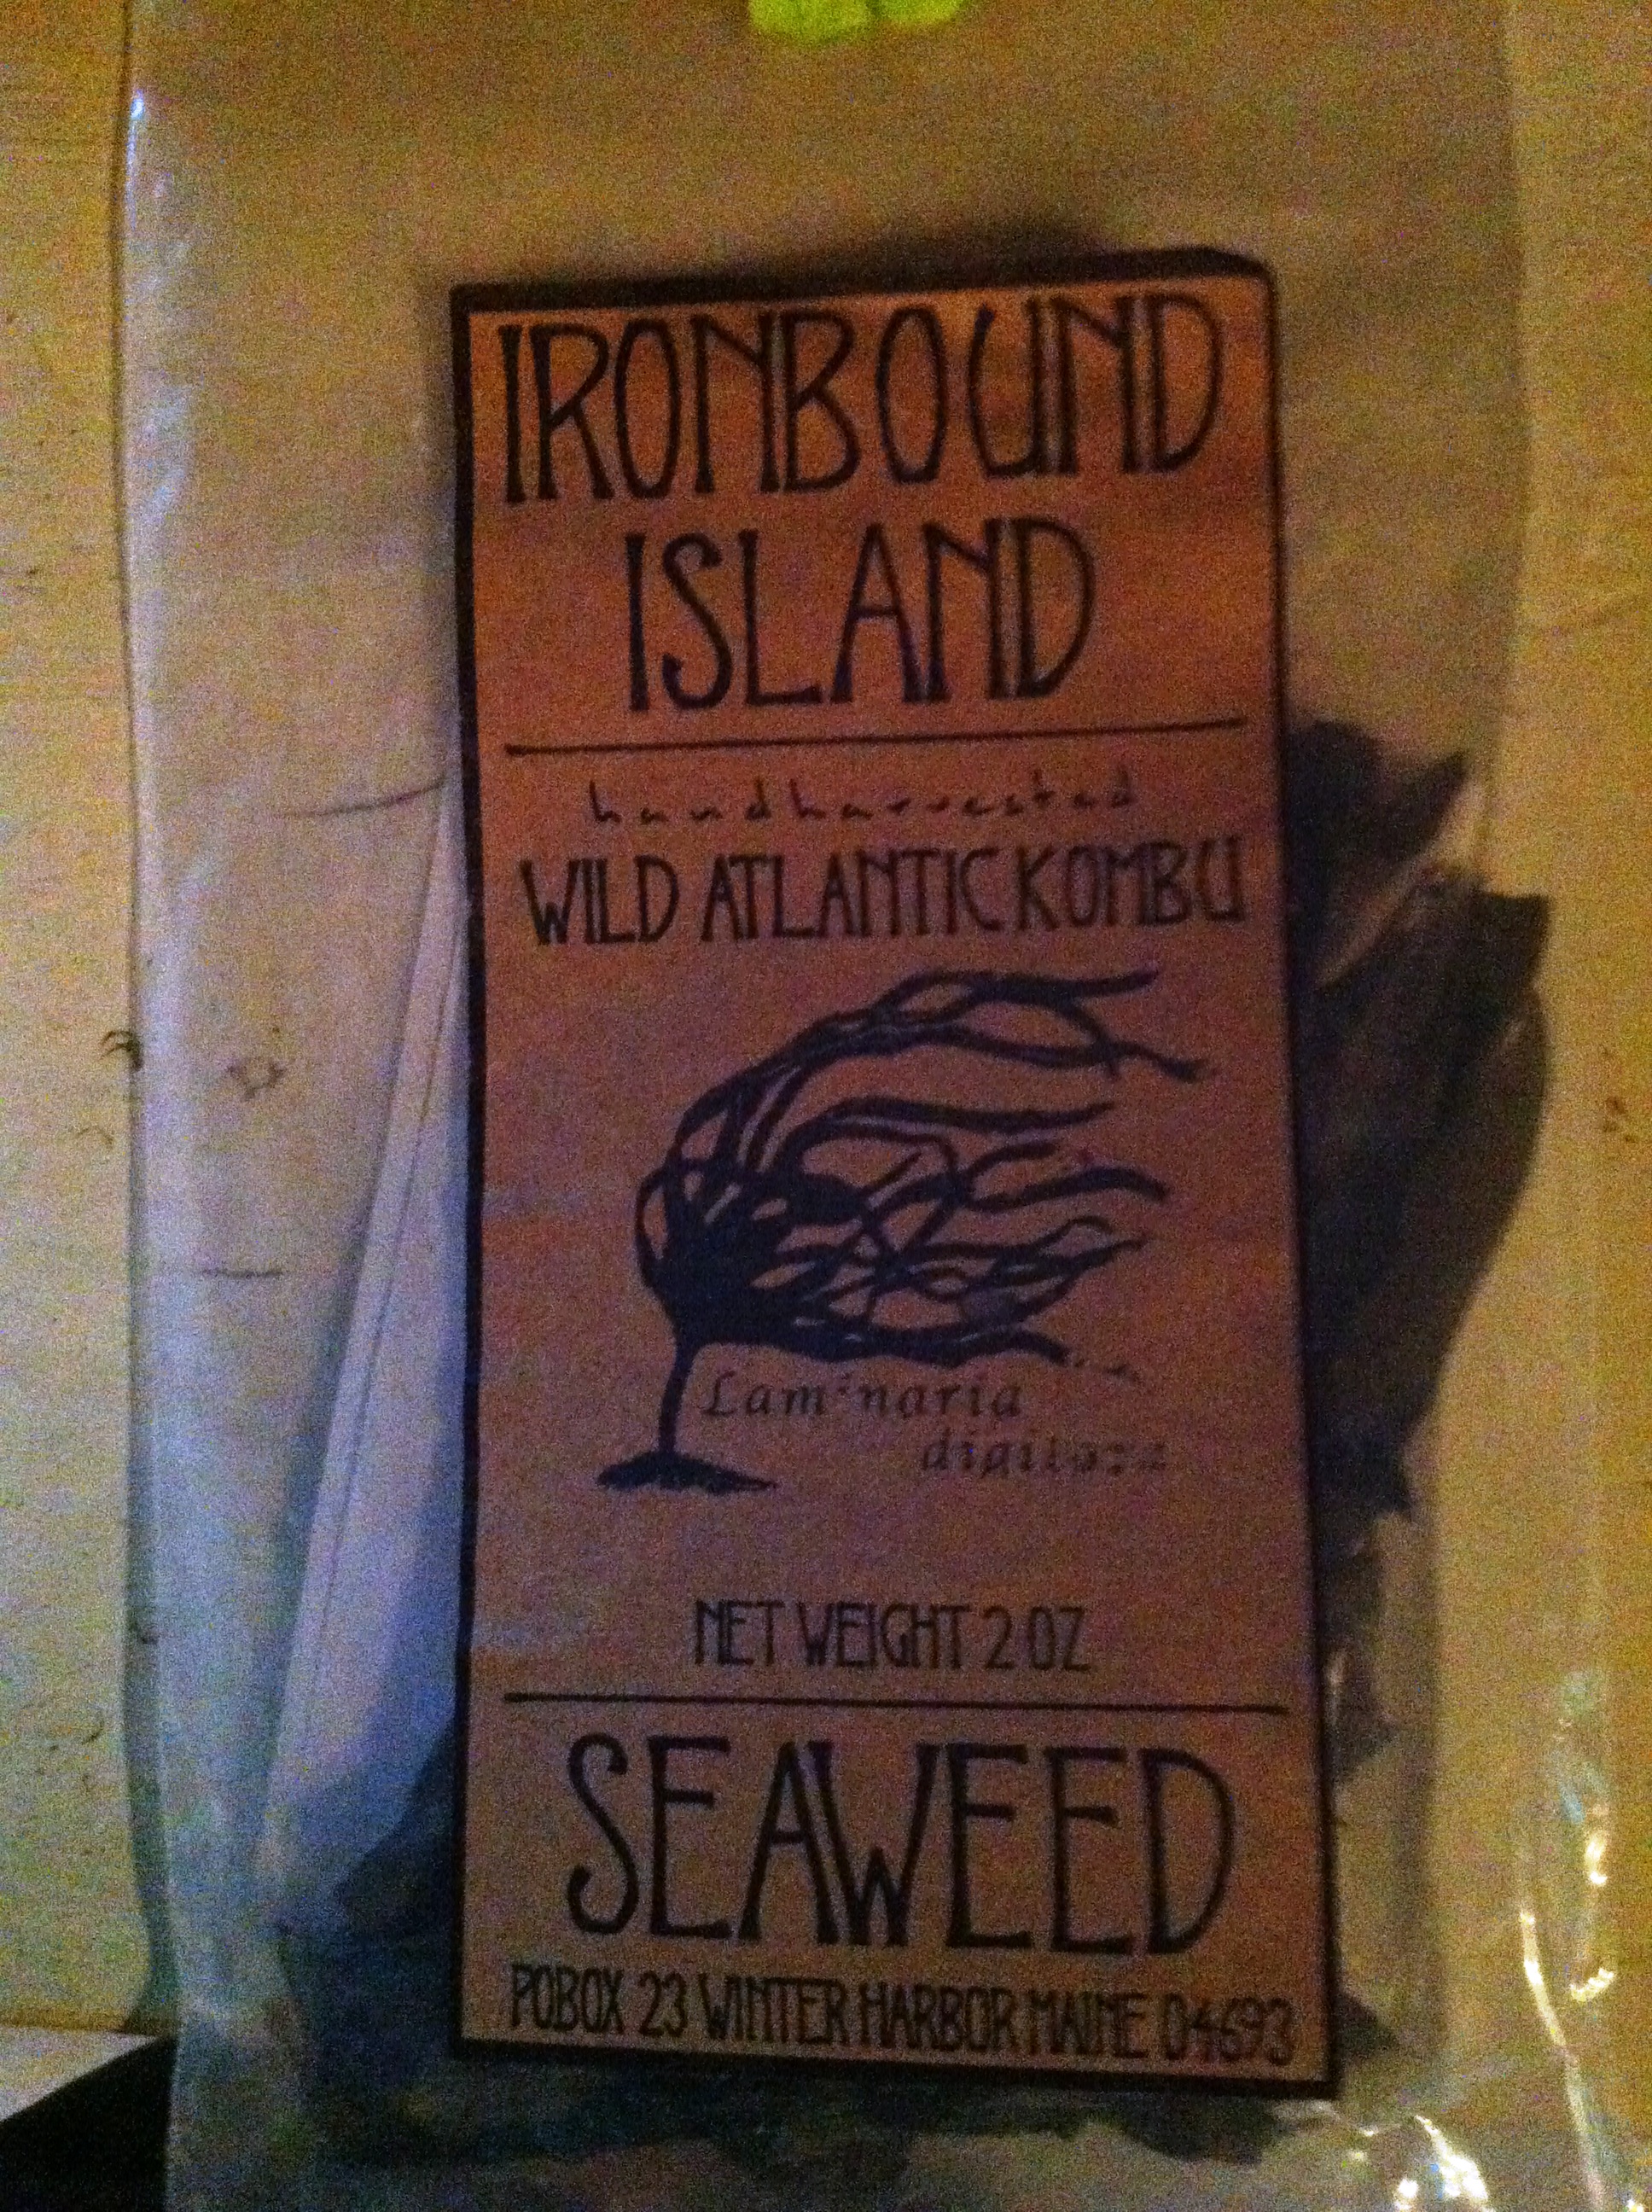 IRONBOUND
ISLAND
handharvested
WILD ATLANTIC KOMBU
Laminaria
digitata
NET WEIGHT 2 OZ
SEAWEED
PO BOX 23 WINTER HARBOR MAINE 04693